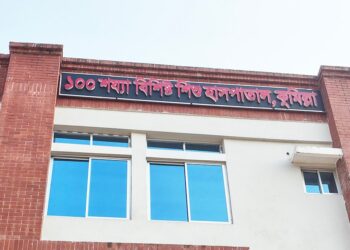 ১০০ শয্যা বিশিষ্ট শিশু হাসপাতাল, কুমিল্লা